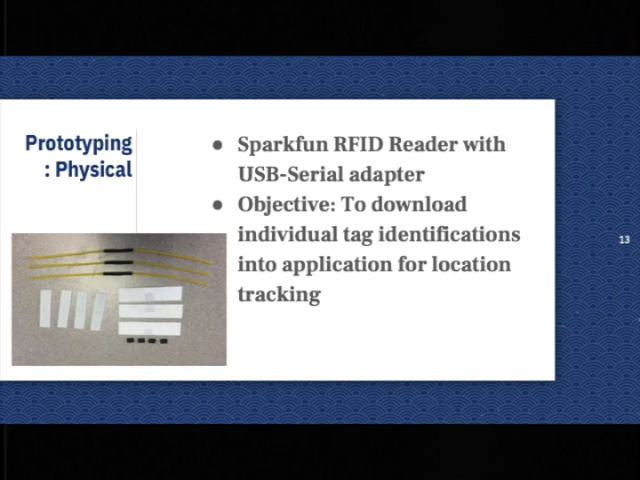 Prototyping
: Physical
● Sparkfun RFID Reader with
USB-Serial adapter
● Objective: To download
individual tag identifications
into application for location
tracking
13